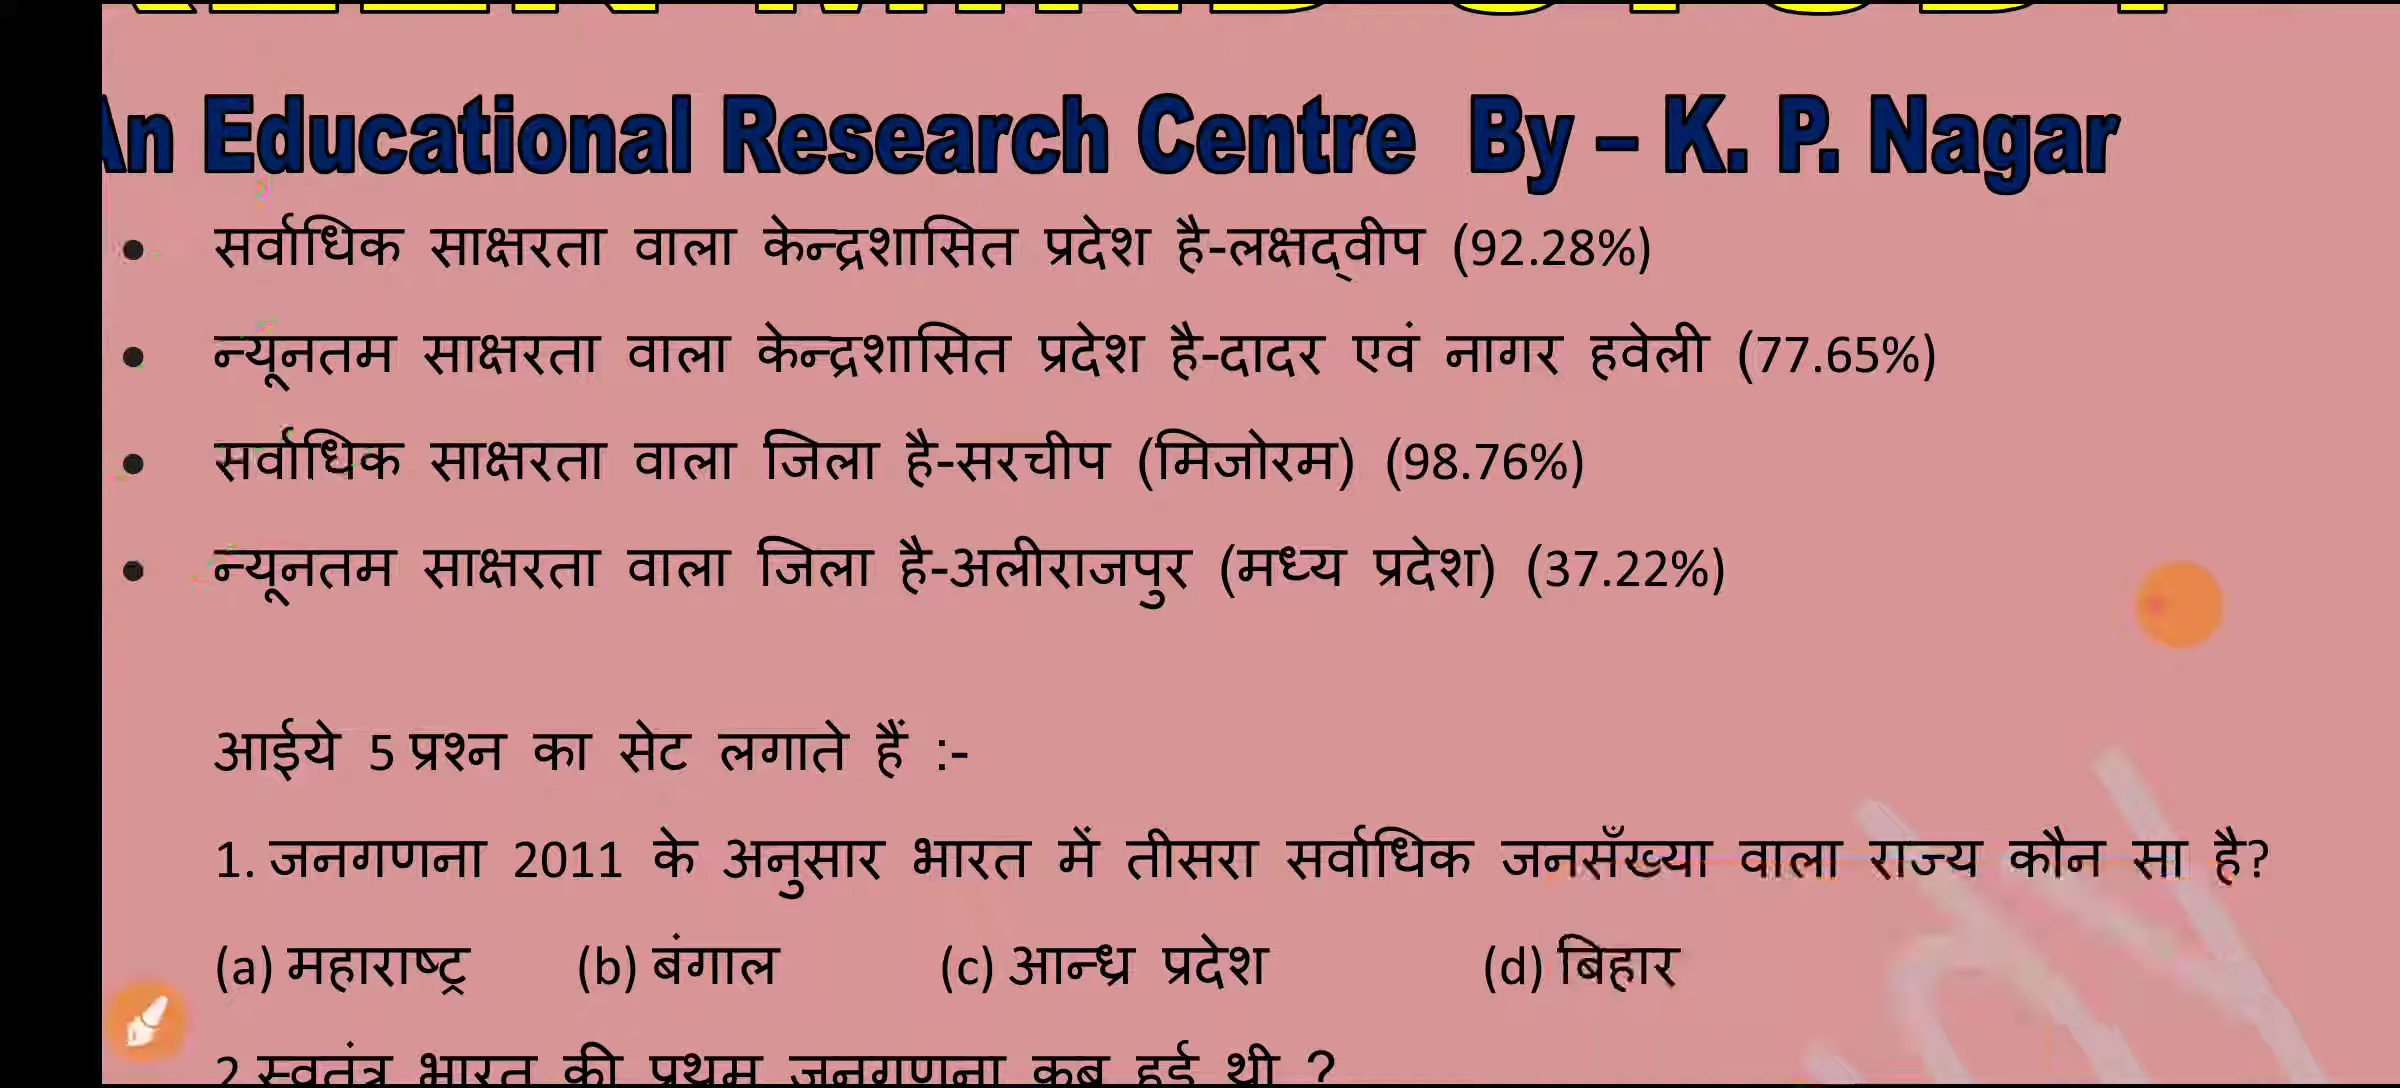 An Educational Research Centre By – K. P. Nagar
• सर्वाधिक साक्षरता वाला केन्द्रशासित प्रदेश है-लक्षद्वीप (92.28%)
• न्यूनतम साक्षरता वाला केन्द्रशासित प्रदेश है-दादर एवं नागर हवेली (77.65%)
• सर्वाधिक साक्षरता वाला जिला है-सरचीप (मिजोरम) (98.76%)
• न्यूनतम साक्षरता वाला जिला है-अलीराजपुर (मध्य प्रदेश) (37.22%)
आईये 5 प्रश्न का सेट लगाते हैं :-
1. जनगणना 2011 के अनुसार भारत में तीसरा सर्वाधिक जनसँख्या वाला राज्य कौन सा है?
(a) महाराष्ट्र (b) बंगाल (c) आन्ध्र प्रदेश (d) बिहार
2 स्वतंत्र भारत की प्रथम जनगणना कब हुई थी ?